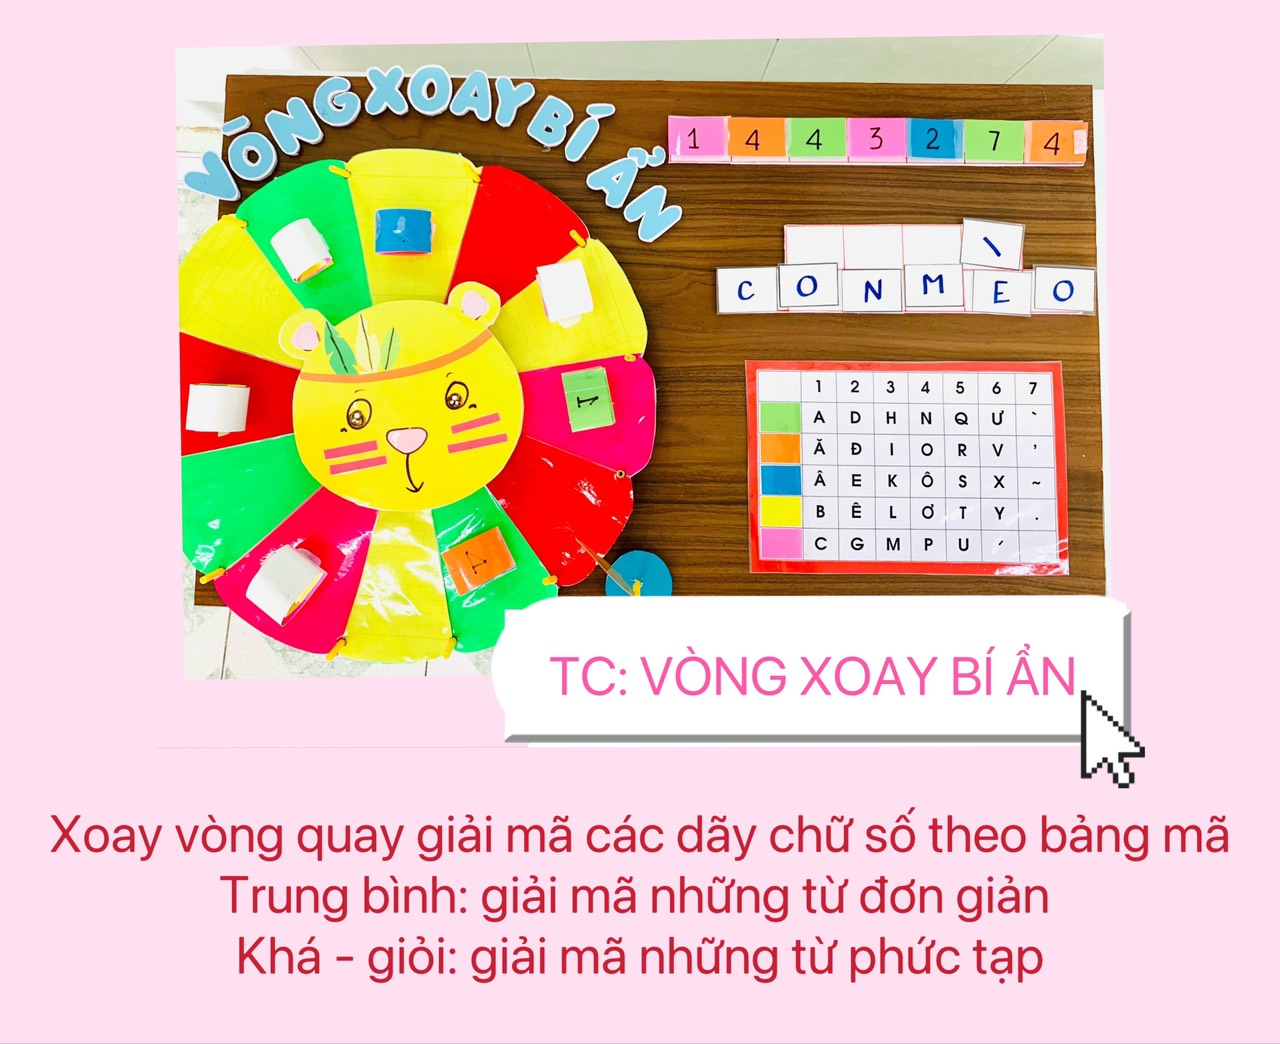 VÒNG XOAY BÍ ẨN
1 4 4 3 2 7 4
\
C O N M E O
1 2 3 4 5 6 7
A D H N Q Ư `
Ă Đ I O R V ’
 E K Ô S X ~
B Ê L Ơ T Y .
C G M P U ´
1
4
TC: VÒNG XOAY BÍ ẨN
Xoay vòng quay giải mã các dãy chữ số theo bảng mã
Trung bình: giải mã những từ đơn giản
Khá - giỏi: giải mã những từ phức tạp